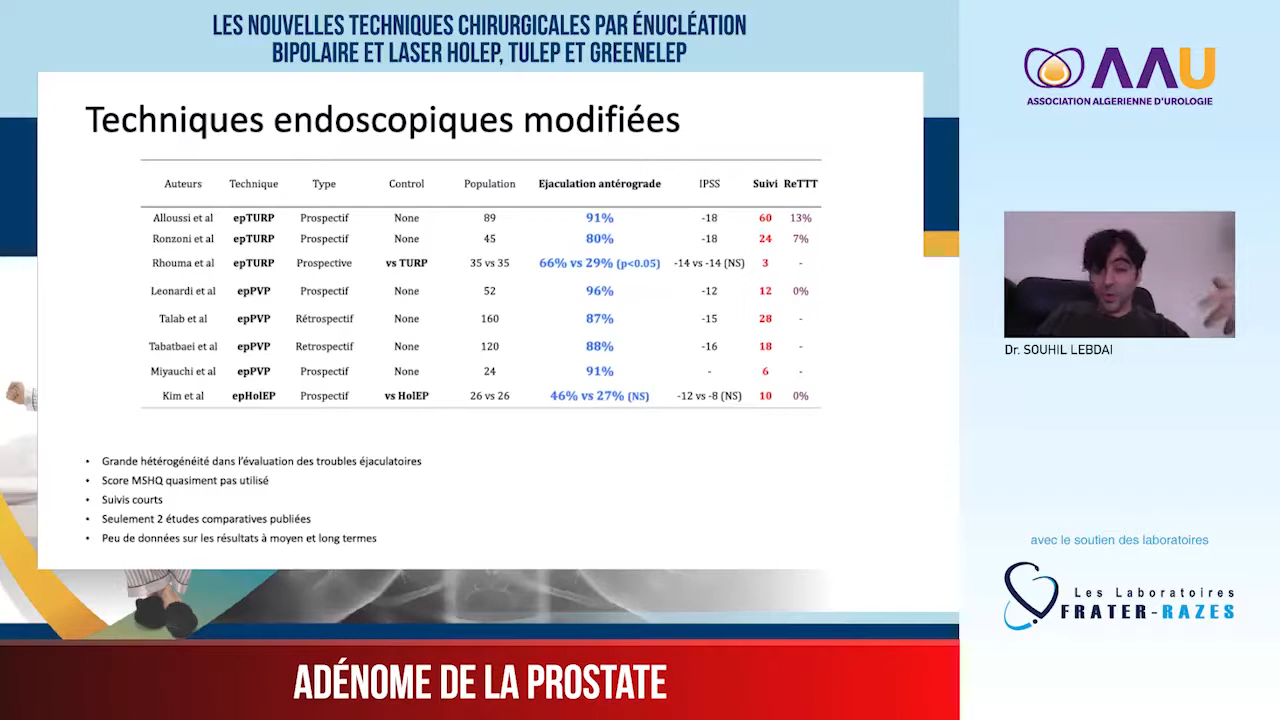 LES NOUVELLES TECHNIQUES CHIRURGICALES PAR ÉNUCLÉATION
BIPOLAIRE ET LASER HOLEP, TULEP ET GREENELEP
Techniques endoscopiques modifiées
Auteurs Technique Type Control Population Ejaculation antérograde IPSS Suivi ReTTT
Alloussi et al epTURP Prospectif None 89 91% -18 60 13%
Ronzoni et al epTURP Prospectif None 45 80% -18 24 7%
Rhouma et al epTURP Prospective vs TURP 35 vs 35 66% vs 29% (p<0.05) -14 vs -14 (NS) 3 -
Leonardi et al epPVP Prospectif None 52 96% -12 12 0%
Talab et al epPVP Rétrospectif None 160 87% -15 28 -
Tabatbaei et al epPVP Retrospectif None 120 88% -16 18 -
Miyauchi et al epPVP Prospectif None 24 91% - 6 -
Kim et al epHolEP Prospectif vs HolEP 26 vs 26 46% vs 27% (NS) -12 vs -8 (NS) 10 0%
• Grande hétérogénéité dans l'évaluation des troubles éjaculatoires
• Score MSHQ quasiment pas utilisé
• Suivis courts
• Seulement 2 études comparatives publiées
• Peu de données sur les résultats à moyen et long termes
ADÉNOME DE LA PROSTATE
AAU
ASSOCIATION ALGERIENNE D'UROLOGIE
Dr. SOUHIL LEBDAI
avec le soutien des laboratoires
Les Laboratoires
FRATER-RAZES